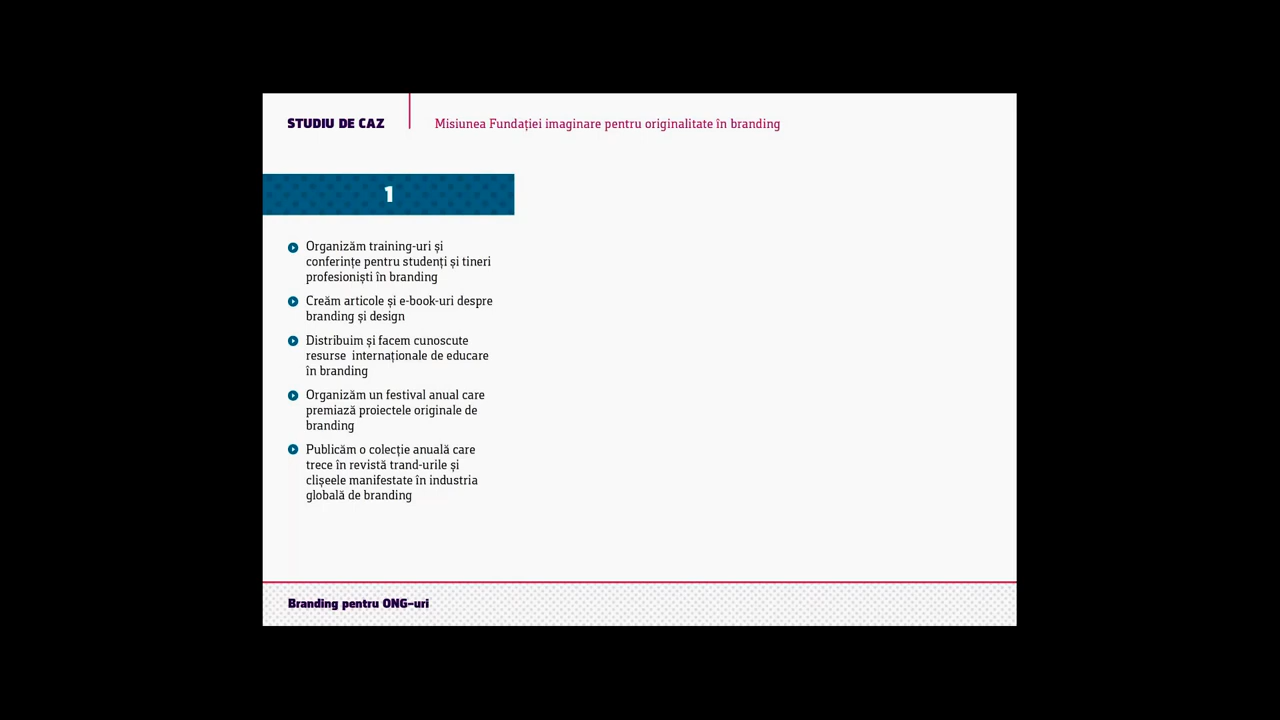 STUDIU DE CAZ
Misiunea Fundației imaginare pentru originalitate în branding
1
Organizăm training-uri și
conferințe pentru studenți și tineri
profesioniști în branding
Creăm articole și e-book-uri despre
branding și design
Distribuim și facem cunoscute
resurse  internaționale de educare
în branding
Organizăm un festival anual care
premiază proiectele originale de
branding
Publicăm o colecție anuală care
trece în revistă trand-urile și
clișeele manifestate în industria
globală de branding
Branding pentru ONG-uri